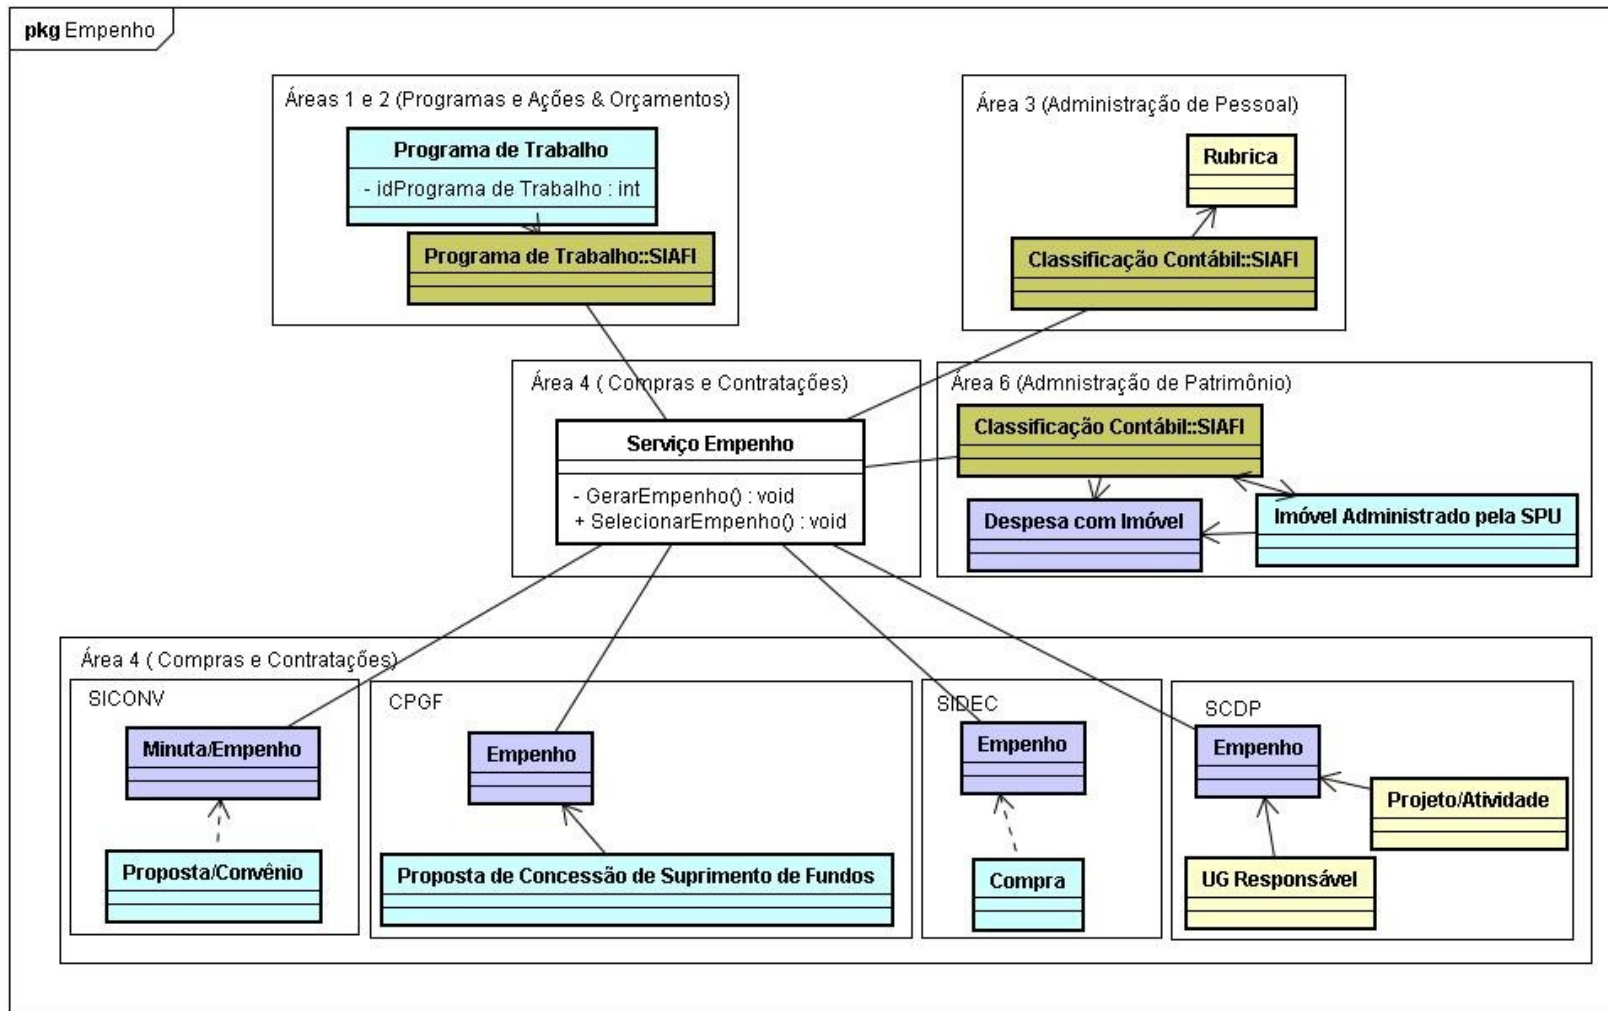 pkg Empenho
Áreas 1 e 2 (Programas e Ações & Orçamentos)
Programa de Trabalho
- idPrograma de Trabalho : int
Programa de Trabalho::SIAFI
Área 3 (Administração de Pessoal)
Rubrica
Classificação Contábil::SIAFI
Área 4 ( Compras e Contratações)
Serviço Empenho
- GerarEmpenho() : void
+ SelecionarEmpenho() : void
Área 6 (Admnistração de Patrimônio)
Classificação Contábil::SIAFI
Despesa com Imóvel
Imóvel Administrado pela SPU
Área 4 ( Compras e Contratações)
SICONV
Minuta/Empenho
Proposta/Convênio
CPGF
Empenho
Proposta de Concessão de Suprimento de Fundos
SIDEC
Empenho
Compra
SCDP
Empenho
Projeto/Atividade
UG Responsável